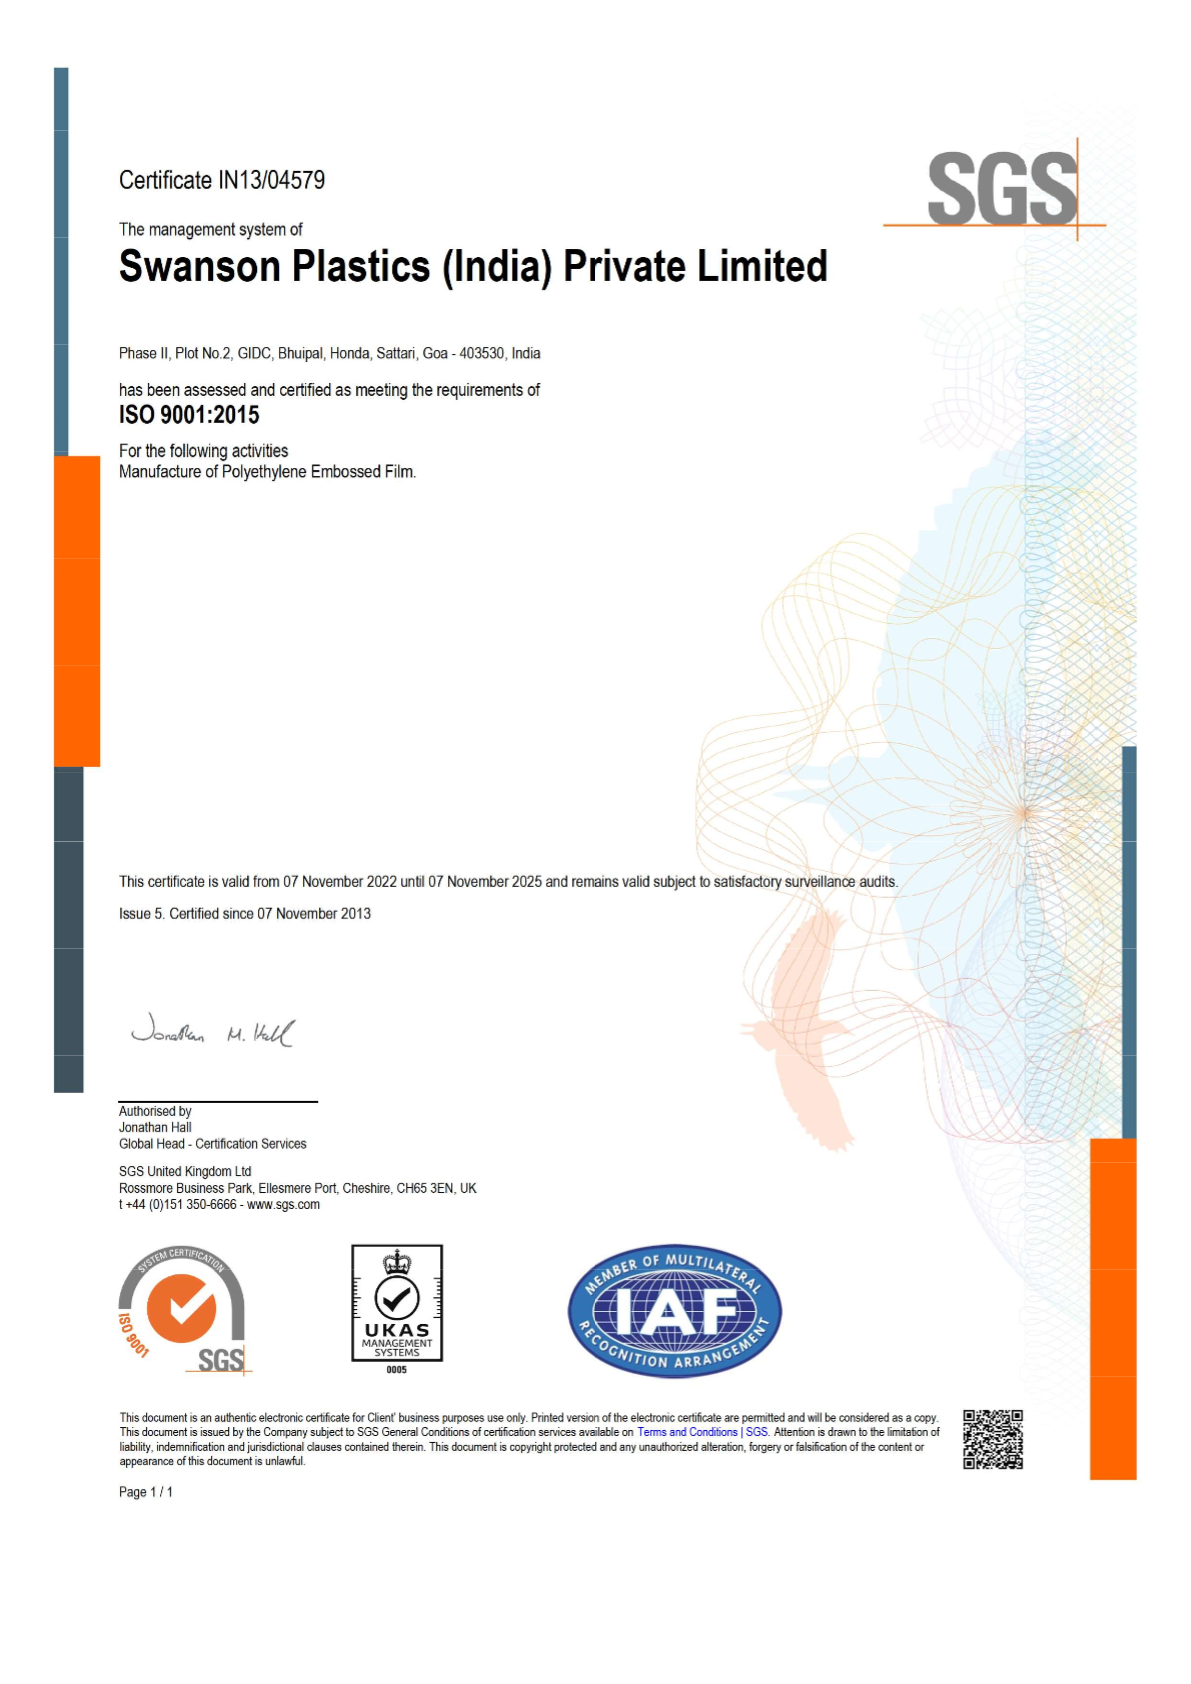 SGS
Certificate IN13/04579
The management system of
Swanson Plastics (India) Private Limited
Phase II, Plot No.2, GIDC, Bhuipal, Honda, Sattari, Goa - 403530, India
has been assessed and certified as meeting the requirements of
ISO 9001:2015
For the following activities
Manufacture of Polyethylene Embossed Film.
This certificate is valid from 07 November 2022 until 07 November 2025 and remains valid subject to satisfactory surveillance audits.
Issue 5. Certified since 07 November 2013
Jonathan M. Hall
Authorised by
Jonathan Hall
Global Head - Certification Services
SGS United Kingdom Ltd
Rossmore Business Park, Ellesmere Port, Cheshire, CH65 3EN, UK
t +44 (0)151 350-6666 - www.sgs.com
SYSTEM CERTIFICATION
ISO 9001
SGS
UKAS
MANAGEMENT
SYSTEMS
0005
MEMBER OF MULTILATERAL
IAF
RECOGNITION ARRANGEMENT
This document is an authentic electronic certificate for Client' business purposes use only. Printed version of the electronic certificate are permitted and will be considered as a copy.
This document is issued by the Company subject to SGS General Conditions of certification services available on Terms and Conditions | SGS. Attention is drawn to the limitation of
liability, indemnification and jurisdictional clauses contained therein. This document is copyright protected and any unauthorized alteration, forgery or falsification of the content or
appearance of this document is unlawful.
Page 1 / 1